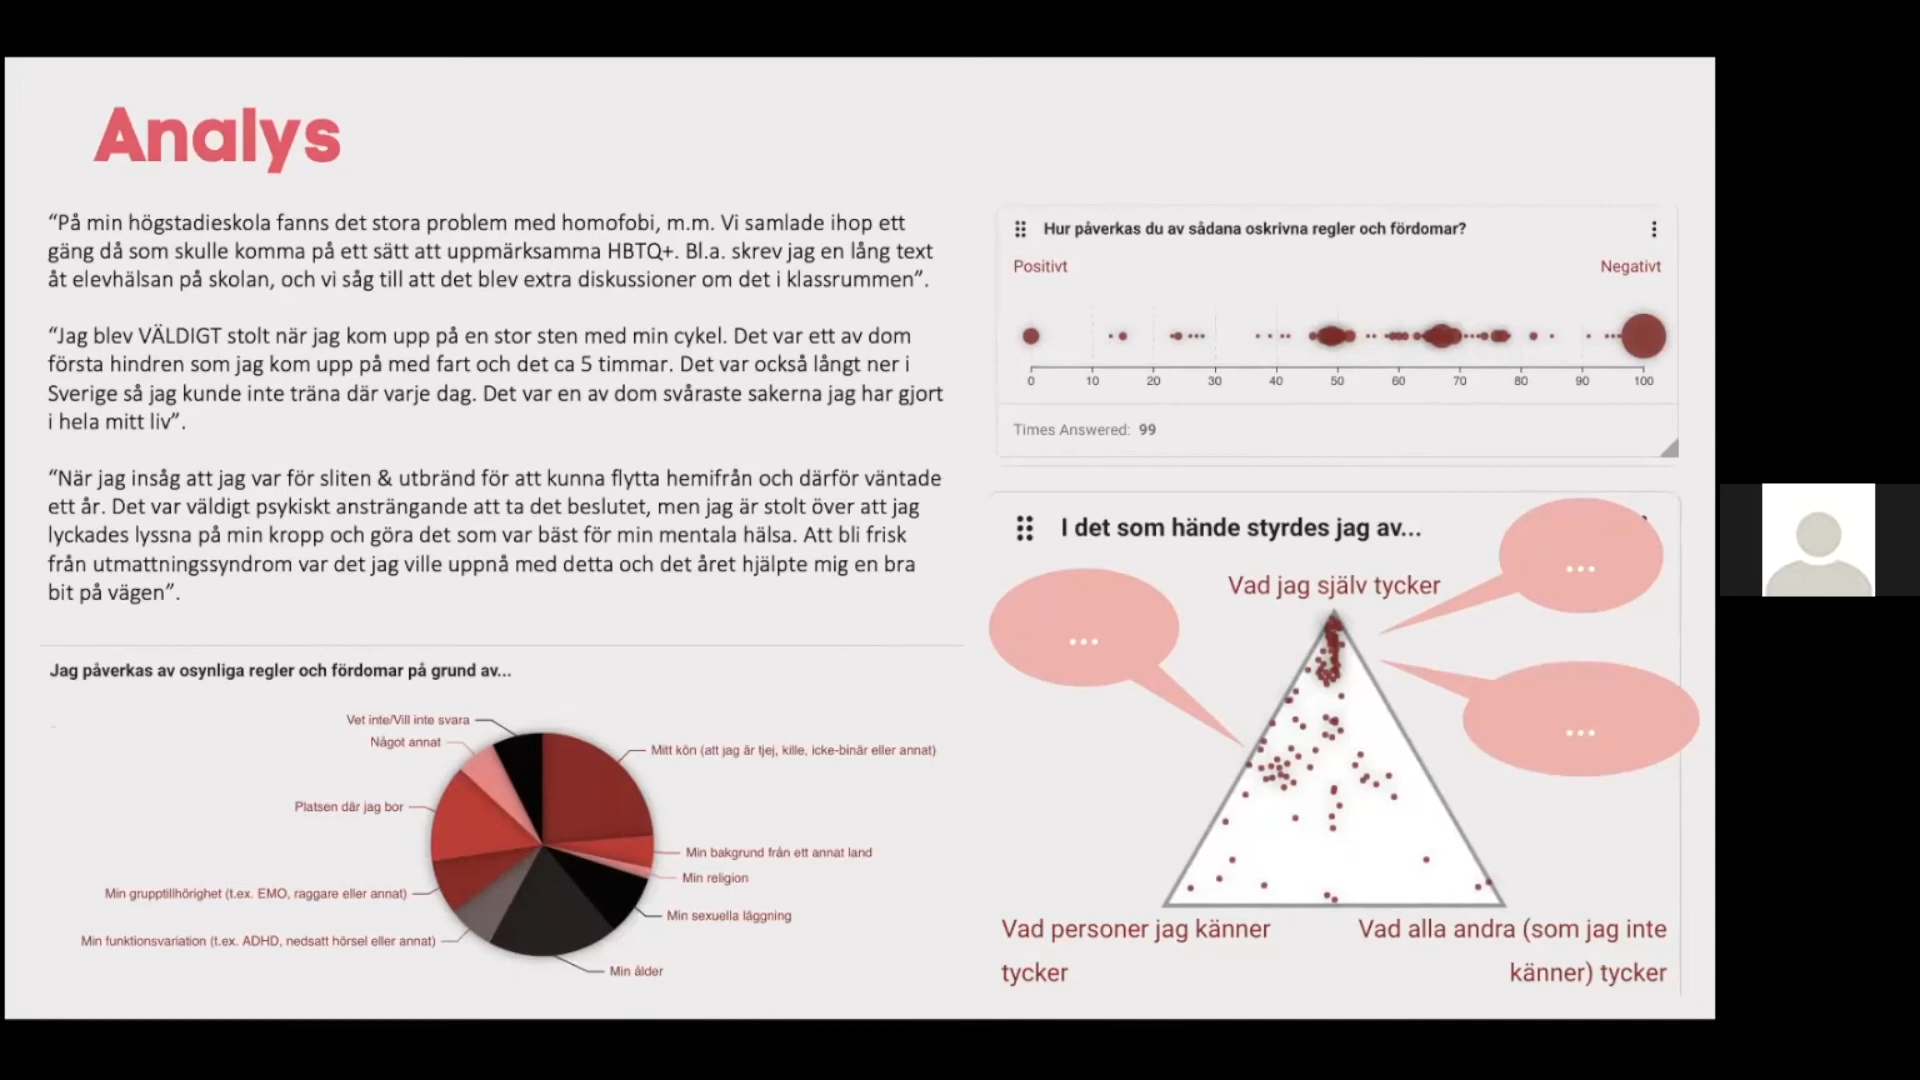 Analys
“På min högstadieskola fanns det stora problem med homofobi, m.m. Vi samlade ihop ett
gäng då som skulle komma på ett sätt att uppmärksamma HBTQ+. Bl.a. skrev jag en lång text
åt elevhälsan på skolan, och vi såg till att det blev extra diskussioner om det i klassrummen”.
“Jag blev VÄLDIGT stolt när jag kom upp på en stor sten med min cykel. Det var ett av dom
första hindren som jag kom upp på med fart och det ca 5 timmar. Det var också långt ner i
Sverige så jag kunde inte träna där varje dag. Det var en av dom svåraste sakerna jag har gjort
i hela mitt liv”.
“När jag insåg att jag var för sliten & utbränd för att kunna flytta hemifrån och därför väntade
ett år. Det var väldigt psykiskt ansträngande att ta det beslutet, men jag är stolt över att jag
lyckades lyssna på min kropp och göra det som var bäst för min mentala hälsa. Att bli frisk
från utmattningssyndrom var det jag ville uppnå med detta och det året hjälpte mig en bra
bit på vägen”.
Jag påverkas av osynliga regler och fördomar på grund av...
Vet inte/Vill inte svara
Något annat
Mitt kön (att jag är tjej, kille, icke-binär eller annat)
Platsen där jag bor
Min bakgrund från ett annat land
Min religion
Min grupptillhörighet (t.ex. EMO, raggare eller annat)
Min sexuella läggning
Min funktionsvariation (t.ex. ADHD, nedsatt hörsel eller annat)
Min ålder
Hur påverkas du av sådana oskrivna regler och fördomar?
Positivt
Negativt
0 10 20 30 40 50 60 70 80 90 100
Times Answered: 99
I det som hände styrdes jag av...
...
Vad jag själv tycker
...
...
Vad personer jag känner
tycker
Vad alla andra (som jag inte
känner) tycker